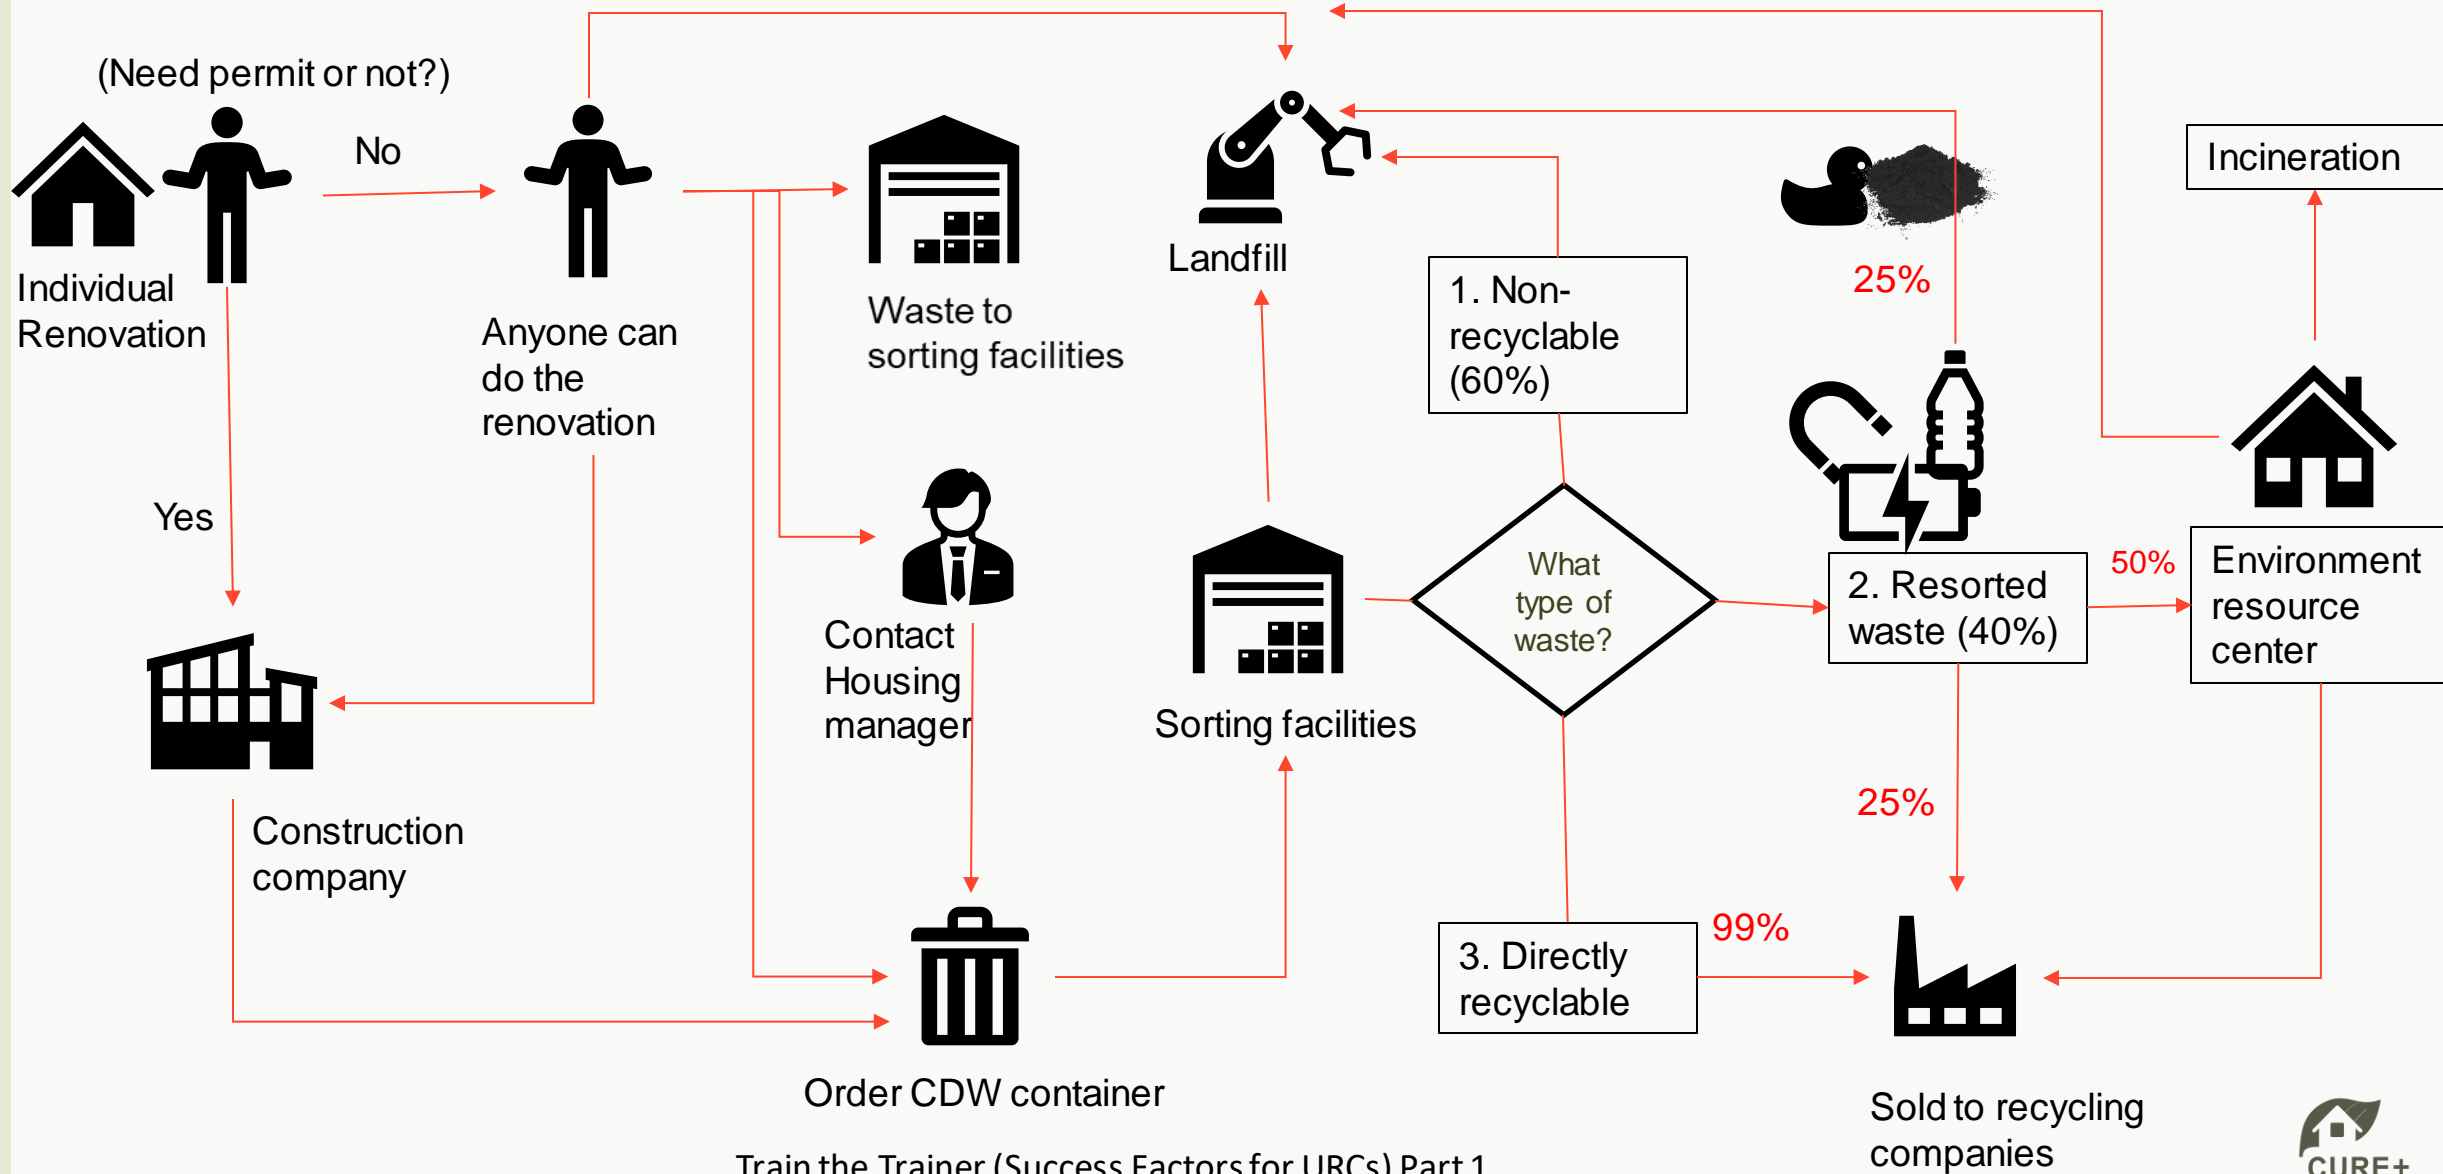 (Need permit or not?)
No
Individual
Renovation
Anyone can
do the
renovation
Waste to
sorting facilities
Landfill
1. Non-
recyclable
(60%)
25%
Incineration
Yes
Contact
Housing
manager
Sorting facilities
What
type of
waste?
2. Resorted
waste (40%)
50%
Environment
resource
center
Construction
company
25%
3. Directly
recyclable
99%
Order CDW container
Sold to recycling
companies
Train the Trainer (Success Factors for URCs) Part 1
CURE+